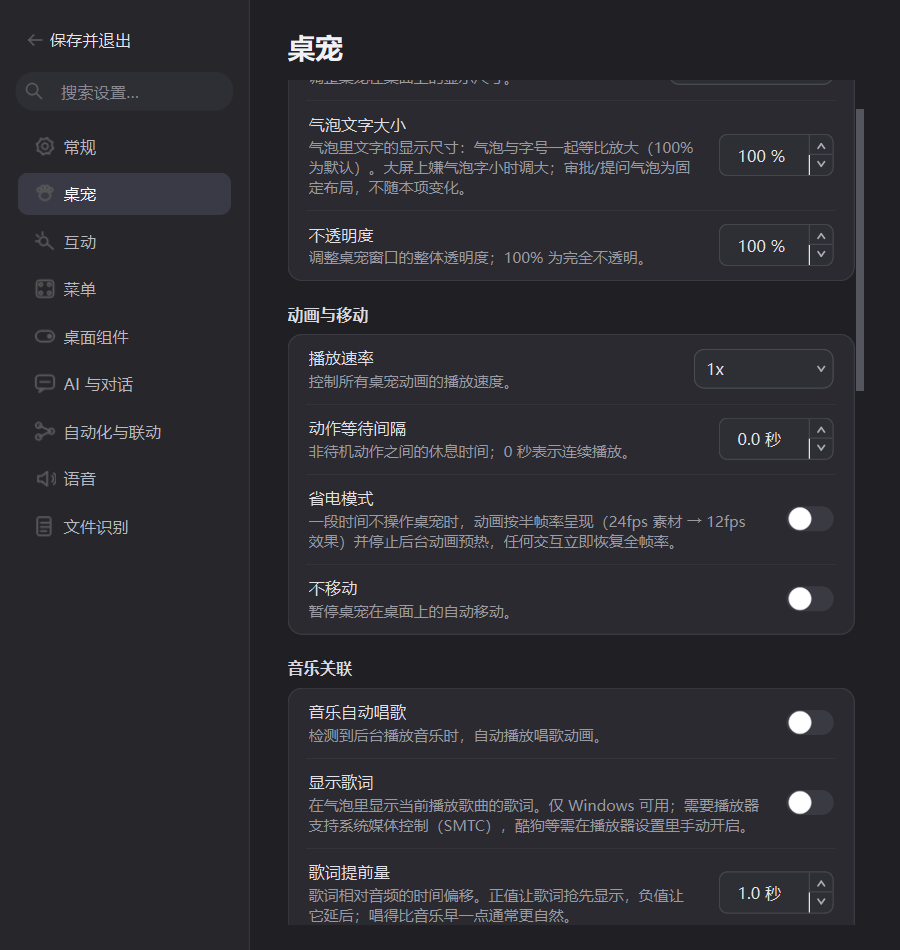 保存并退出
搜索设置...
常规
桌宠
互动
菜单
桌面组件
AI 与对话
自动化与联动
语音
文件识别
桌宠
调整桌宠在桌面上的显示尺寸。
气泡文字大小
气泡里文字的显示尺寸：气泡与字号一起等比放大（100%
为默认）。大屏上嫌气泡字小时调大；审批/提问气泡为固
定布局，不随本项变化。
100 %
不透明度
调整桌宠窗口的整体透明度；100% 为完全不透明。
100 %
动画与移动
播放速率
控制所有桌宠动画的播放速度。
1x
动作等待间隔
非待机动作之间的休息时间；0 秒表示连续播放。
0.0 秒
省电模式
一段时间不操作桌宠时，动画按半帧率呈现（24fps 素材 → 12fps
效果）并停止后台动画预热，任何交互立即恢复全帧率。
不移动
暂停桌宠在桌面上的自动移动。
音乐关联
音乐自动唱歌
检测到后台播放音乐时，自动播放唱歌动画。
显示歌词
在气泡里显示当前播放歌曲的歌词。仅 Windows 可用；需要播放器
支持系统媒体控制（SMTC），酷狗等需在播放器设置里手动开启。
歌词提前量
歌词相对音频的时间偏移。正值让歌词抢先显示，负值让
它延后；唱得比音乐早一点通常更自然。
1.0 秒